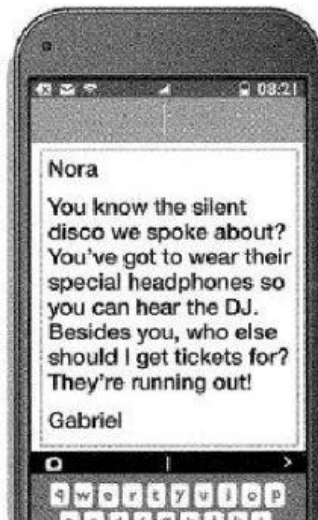 08:21
Nora
You know the silent
disco we spoke about?
You've got to wear their
special headphones so
you can hear the DJ.
Besides you, who else
should I get tickets for?
They're running out!
Gabriel
q w e r t y u i o p